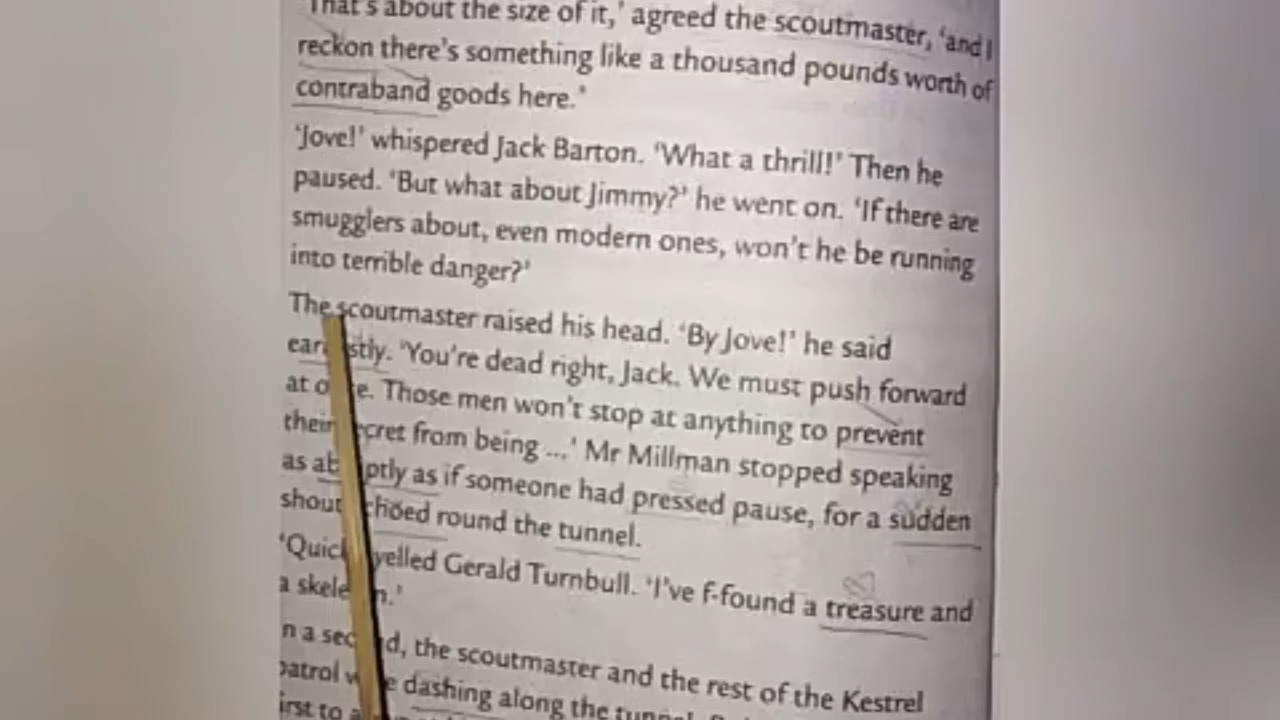 'That's about the size of it,' agreed the scoutmaster, 'and I
reckon there's something like a thousand pounds worth of
contraband goods here.'
'Jove!' whispered Jack Barton. 'What a thrill!' Then he
paused. 'But what about Jimmy?' he went on. 'If there are
smugglers about, even modern ones, won't he be running
into terrible danger?'
The scoutmaster raised his head. 'By Jove!' he said
earnestly. 'You're dead right, Jack. We must push forward
at once. Those men won't stop at anything to prevent
their secret from being ...' Mr Millman stopped speaking
as abruptly as if someone had pressed pause, for a sudden
shout echoed round the tunnel.
'Quick yelled Gerald Turnbull. 'I've f-found a treasure and
a skeleton.'
In a second, the scoutmaster and the rest of the Kestrel
patrol were dashing along the tunnel.
first to